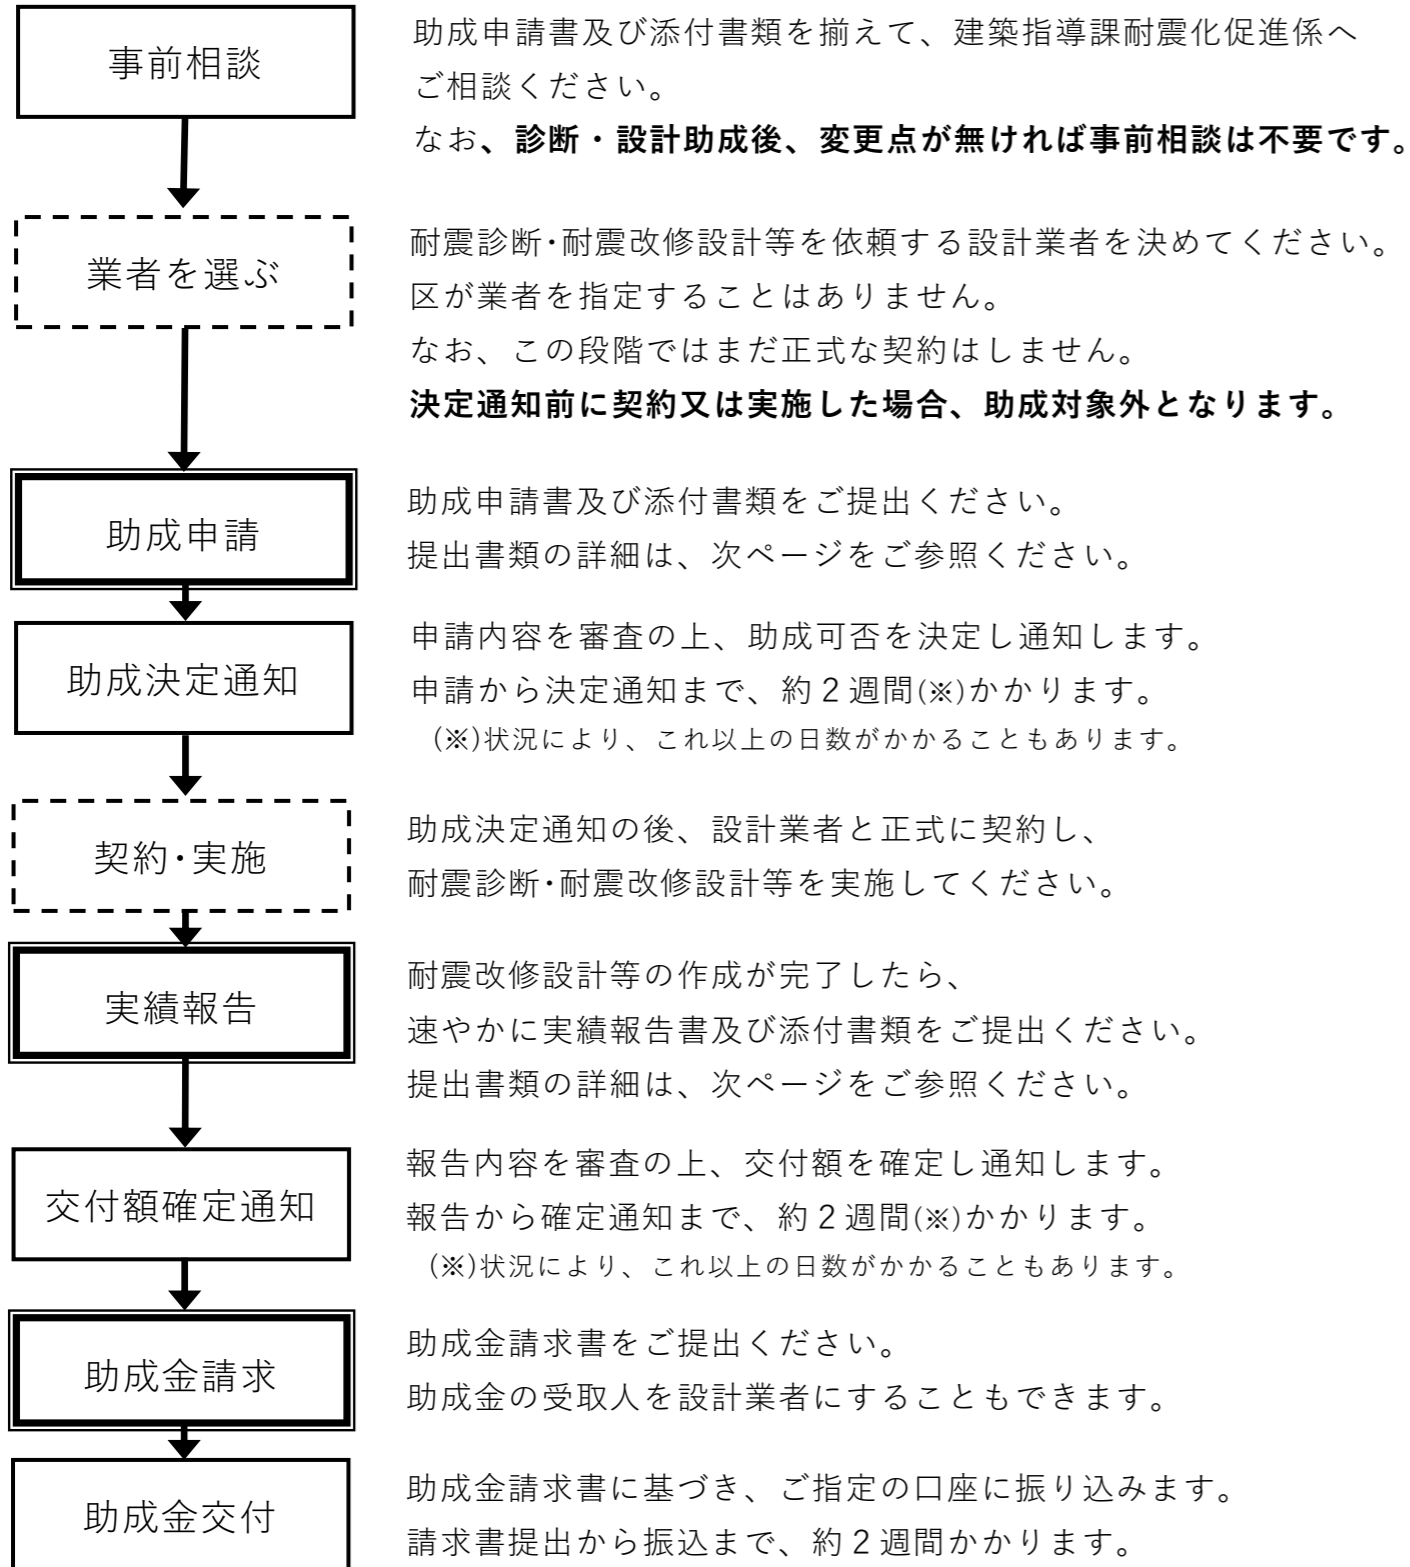 事前相談
助成申請書及び添付書類を揃えて、建築指導課耐震化促進係へ
ご相談ください。
なお、診断・設計助成後、変更点が無ければ事前相談は不要です。
業者を選ぶ
耐震診断･耐震改修設計等を依頼する設計業者を決めてください。
区が業者を指定することはありません。
なお、この段階ではまだ正式な契約はしません。
決定通知前に契約又は実施した場合、助成対象外となります。
助成申請
助成申請書及び添付書類をご提出ください。
提出書類の詳細は、次ページをご参照ください。
助成決定通知
申請内容を審査の上、助成可否を決定し通知します。
申請から決定通知まで、約２週間(※)かかります。
(※)状況により、これ以上の日数がかかることもあります。
契約･実施
助成決定通知の後、設計業者と正式に契約し、
耐震診断･耐震改修設計等を実施してください。
実績報告
耐震改修設計等の作成が完了したら、
速やかに実績報告書及び添付書類をご提出ください。
提出書類の詳細は、次ページをご参照ください。
交付額確定通知
報告内容を審査の上、交付額を確定し通知します。
報告から確定通知まで、約２週間(※)かかります。
(※)状況により、これ以上の日数がかかることもあります。
助成金請求
助成金請求書をご提出ください。
助成金の受取人を設計業者にすることもできます。
助成金交付
助成金請求書に基づき、ご指定の口座に振り込みます。
請求書提出から振込まで、約２週間かかります。